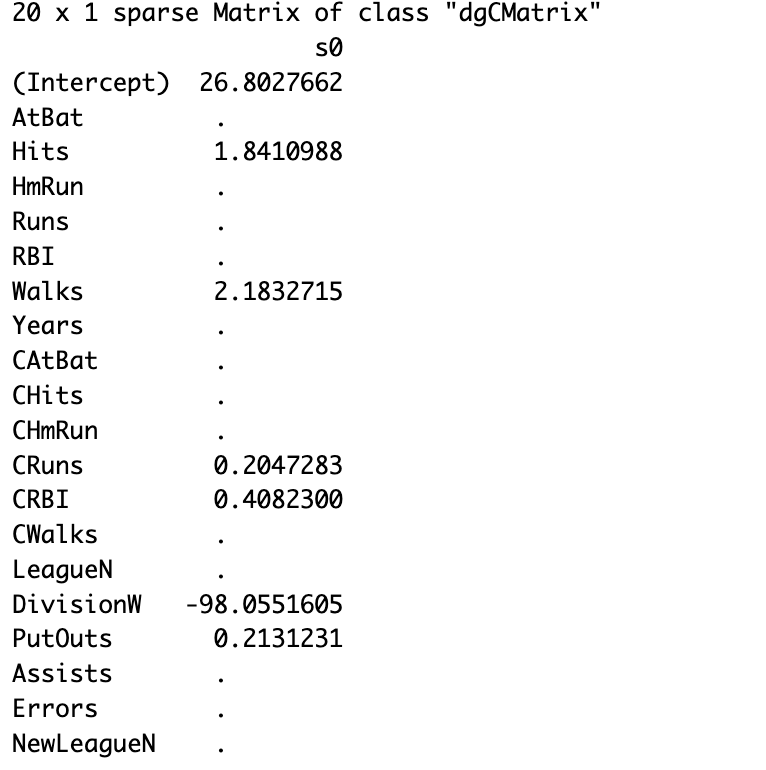 20 x 1 sparse Matrix of class "dgCMatrix"
s0
(Intercept) 26.8027662
AtBat .
Hits 1.8410988
HmRun .
Runs .
RBI .
Walks 2.1832715
Years .
CAtBat .
CHits .
CHmRun .
CRuns 0.2047283
CRBI 0.4082300
CWalks .
LeagueN .
DivisionW -98.0551605
PutOuts 0.2131231
Assists .
Errors .
NewLeagueN .